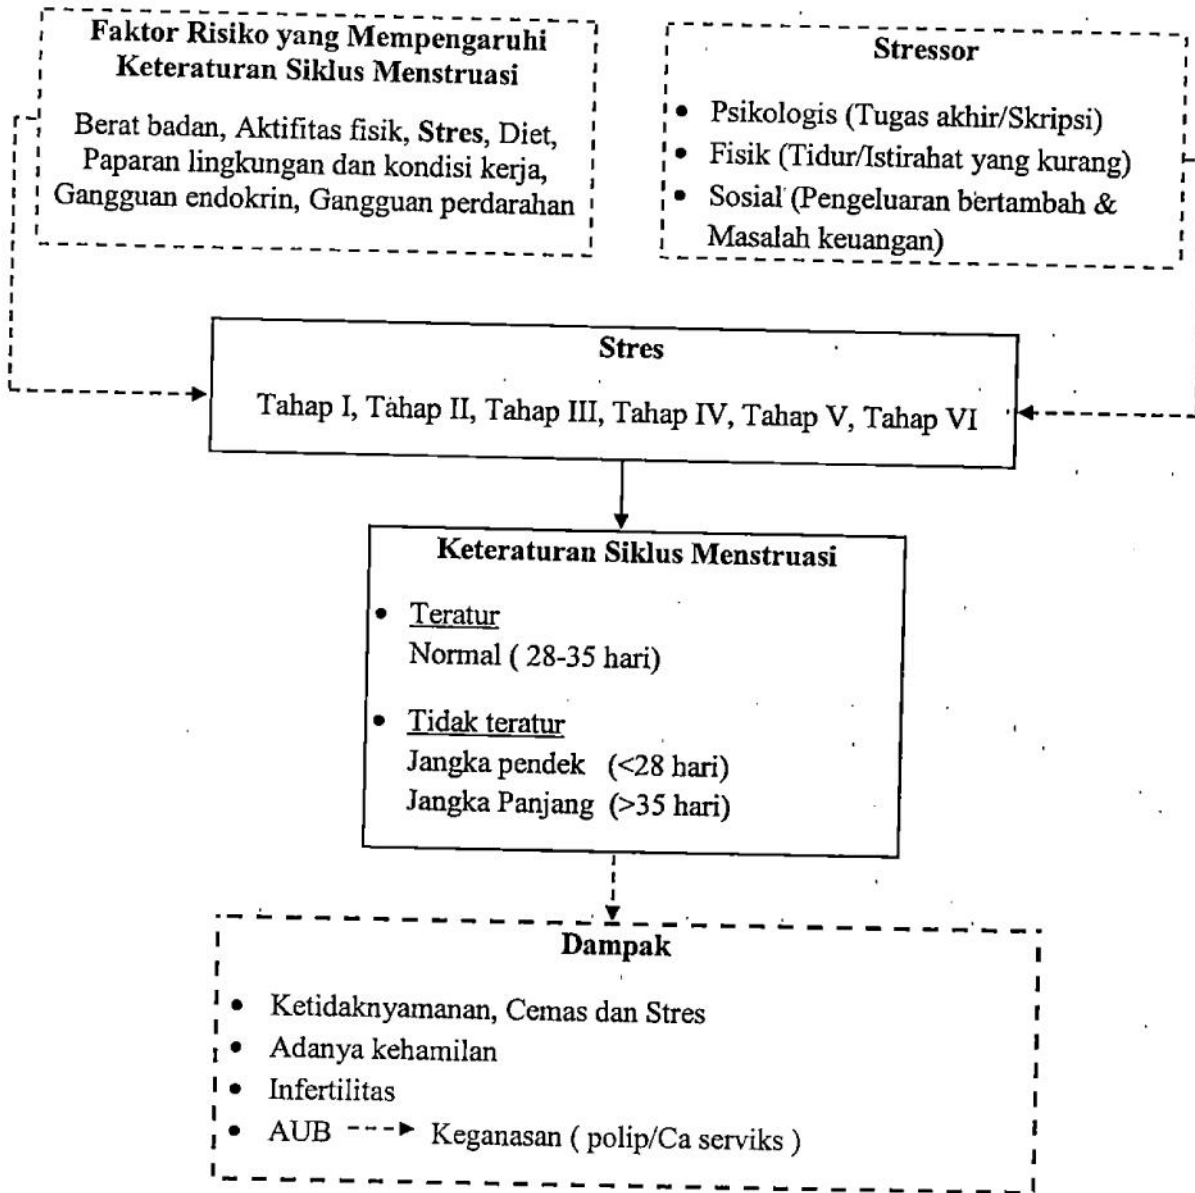 Faktor Risiko yang Mempengaruhi
Keteraturan Siklus Menstruasi
Berat badan, Aktifitas fisik, Stres, Diet,
Paparan lingkungan dan kondisi kerja,
Gangguan endokrin, Gangguan perdarahan
Stressor
• Psikologis (Tugas akhir/Skripsi)
• Fisik (Tidur/Istirahat yang kurang)
• Sosial (Pengeluaran bertambah &
Masalah keuangan)
Stres
Tahap I, Tahap II, Tahap III, Tahap IV, Tahap V, Tahap VI
Keteraturan Siklus Menstruasi
• Teratur
Normal ( 28-35 hari)
• Tidak teratur
Jangka pendek (<28 hari)
Jangka Panjang (>35 hari)
Dampak
• Ketidaknyamanan, Cemas dan Stres
• Adanya kehamilan
• Infertilitas
• AUB ----► Keganasan ( polip/Ca serviks )